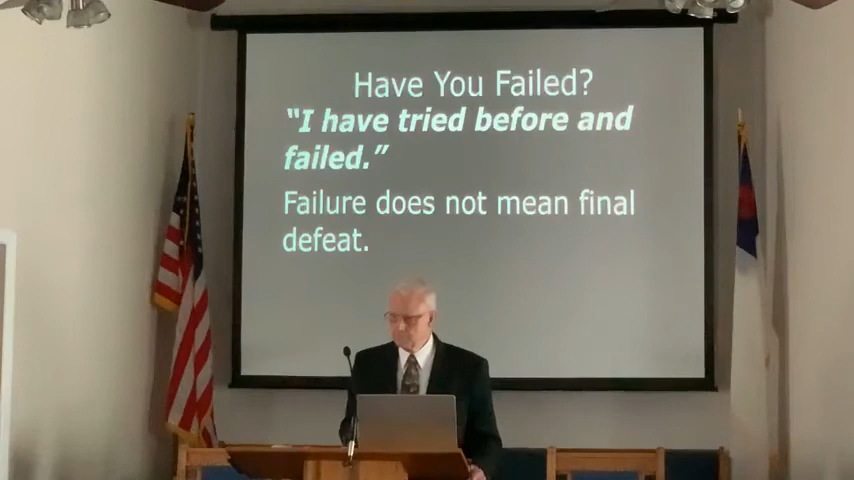 Have You Failed?
“I have tried before and
failed.”
Failure does not mean final
defeat.